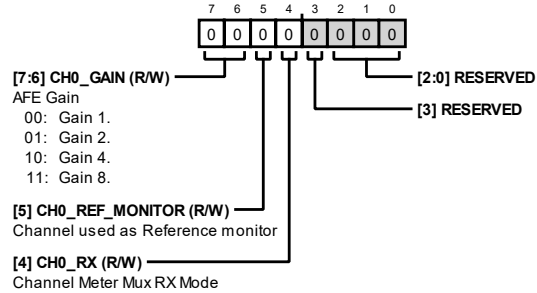 7 6 5 4 3 2 1 0
0 0 0 0 0 0 0 0
[7:6] CH0_GAIN (R/W)
[2:0] RESERVED
AFE Gain
[3] RESERVED
00: Gain 1.
01: Gain 2.
10: Gain 4.
11: Gain 8.
[5] CH0_REF_MONITOR (R/W)
Channel used as Reference monitor
[4] CH0_RX (R/W)
Channel Meter Mux RX Mode